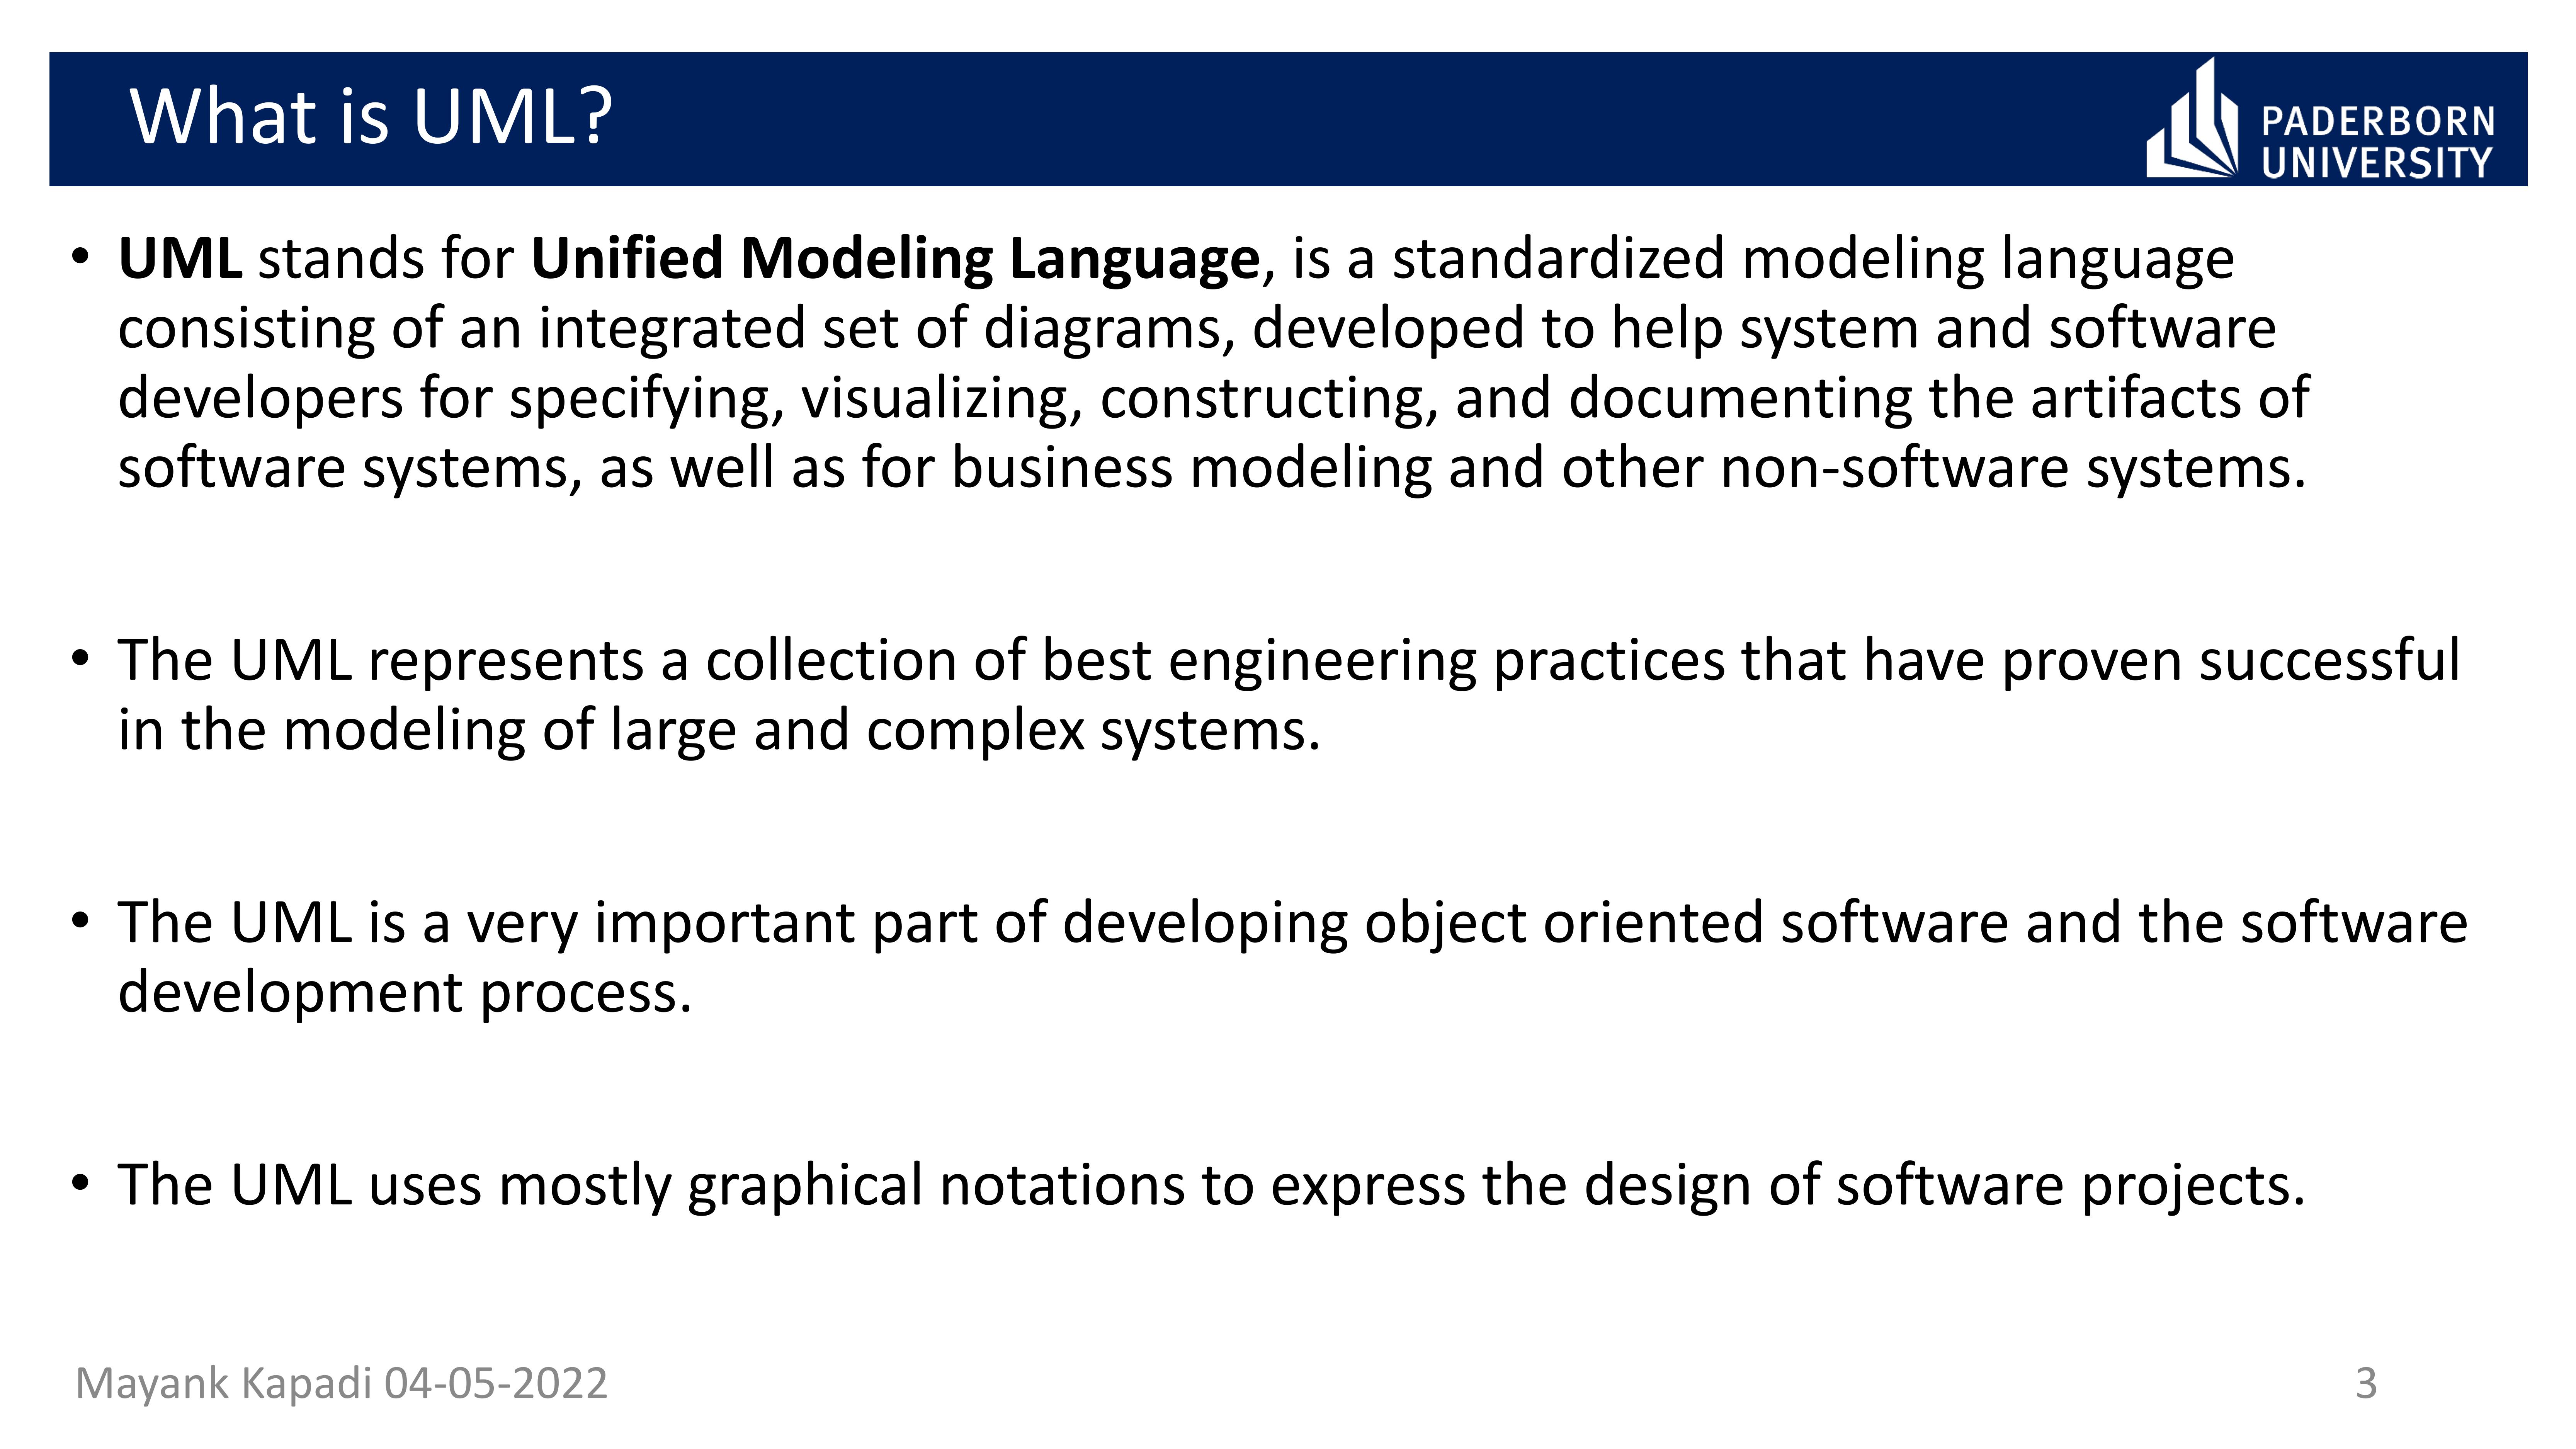 What is UML?
PADERBORN
UNIVERSITY
• UML stands for Unified Modeling Language, is a standardized modeling language
consisting of an integrated set of diagrams, developed to help system and software
developers for specifying, visualizing, constructing, and documenting the artifacts of
software systems, as well as for business modeling and other non-software systems.
• The UML represents a collection of best engineering practices that have proven successful
in the modeling of large and complex systems.
• The UML is a very important part of developing object oriented software and the software
development process.
• The UML uses mostly graphical notations to express the design of software projects.
Mayank Kapadi 04-05-2022
3